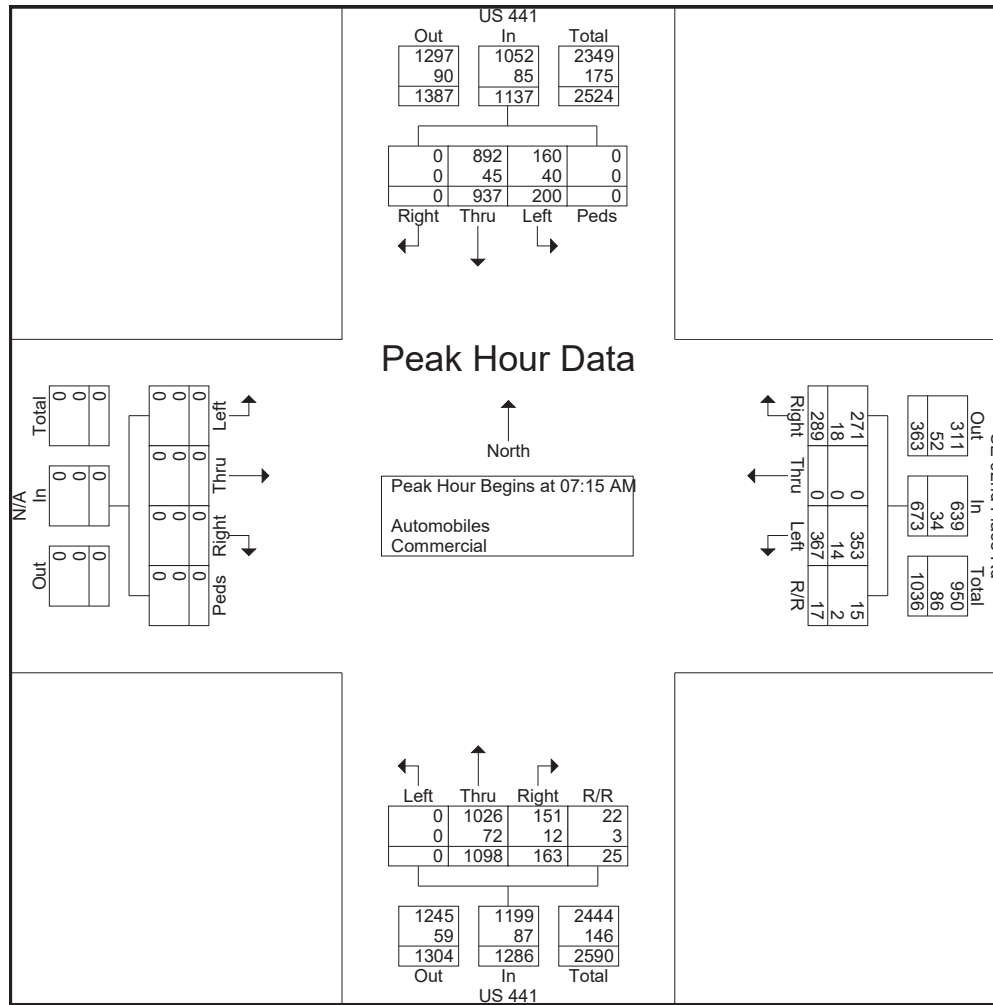 US 441
Out In Total
1297 1052 2349
90 85 175
1387 1137 2524
0 892 160 0
0 45 40 0
0 937 200 0
Right Thru Left Peds
Peak Hour Data
North
Peak Hour Begins at 07:15 AM
Automobiles
Commercial
N/A
Total In Out
0 0 0
0 0 0
0 0 0
Left Thru Right Peds
0 0 0 0
0 0 0 0
0 0 0 0
Out In Total
311 639 950
52 34 86
363 673 1036
271 0 353 15
18 0 14 2
289 0 367 17
Right Thru Left R/R
Left Thru Right R/R
0 1026 151 22
0 72 12 3
0 1098 163 25
1245 1199 2444
59 87 146
1304 1286 2590
Out In Total
US 441